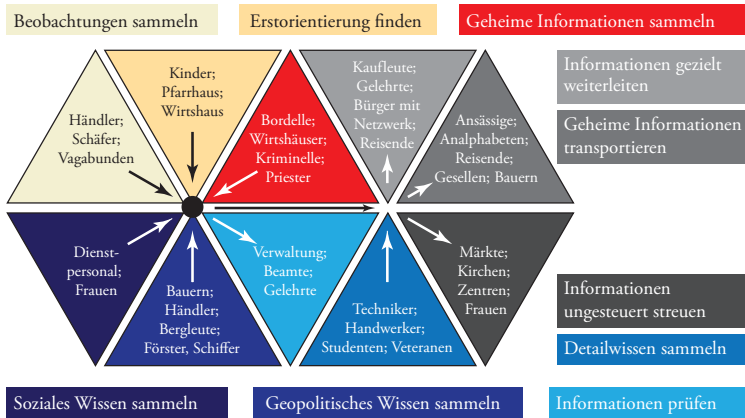 Beobachtungen sammeln
Erstorientierung finden
Geheime Informationen sammeln
Händler;
Schäfer;
Vagabunden
Kinder;
Pfarrhaus;
Wirtshaus
Bordelle;
Wirtshäuser;
Kriminelle;
Priester
Kaufleute;
Gelehrte;
Bürger mit
Netzwerk;
Reisende
Ansässige;
Analphabeten;
Reisende;
Gesellen; Bauern
Informationen gezielt
weiterleiten
Geheime Informationen
transportieren
Dienst-
personal;
Frauen
Bauern;
Händler;
Bergleute;
Förster, Schiffer
Verwaltung;
Beamte;
Gelehrte
Techniker;
Handwerker;
Studenten; Veteranen
Märkte;
Kirchen;
Zentren;
Frauen
Informationen
ungesteuert streuen
Detailwissen sammeln
Soziales Wissen sammeln
Geopolitisches Wissen sammeln
Informationen prüfen